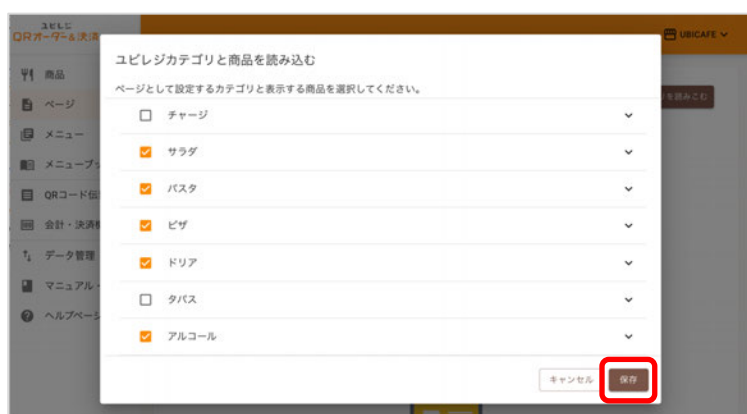 ユビレジ
QRオーダー&決済
UBICAFE
商品
ページ
メニュー
メニューブッ
QRコード伝
会計・決済
データ管理
マニュアル・
ヘルプページ
を読みこむ
ユビレジカテゴリと商品を読み込む
ページとして設定するカテゴリと表示する商品を選択してください。
チャージ
サラダ
パスタ
ピザ
ドリア
タパス
アルコール
キャンセル
保存